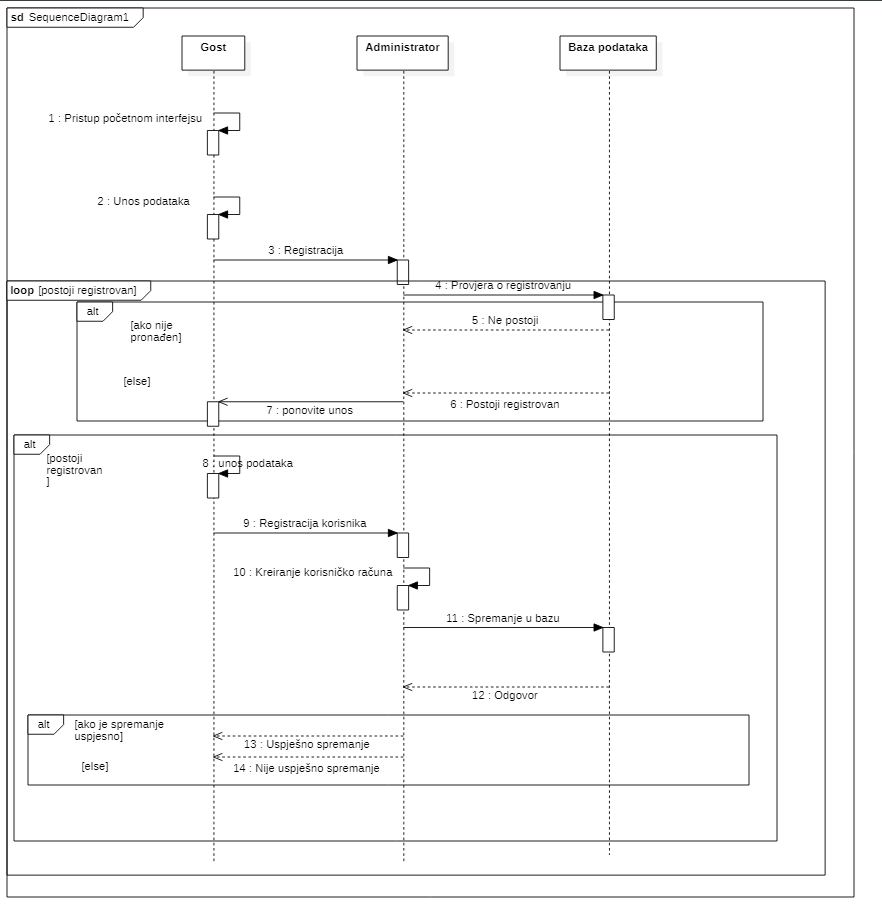 sd SequenceDiagram1
Gost
Administrator
Baza podataka
1 : Pristup početnom interfejsu
2 : Unos podataka
3 : Registracija
loop [postoji registrovan]
4 : Provjera o registrovanju
alt
[ako nije
pronađen]
5 : Ne postoji
[else]
6 : Postoji registrovan
7 : ponovite unos
alt
[postoji
registrovan
]
8 : unos podataka
9 : Registracija korisnika
10 : Kreiranje korisničko računa
11 : Spremanje u bazu
12 : Odgovor
alt
[ako je spremanje
uspjesno]
13 : Uspješno spremanje
[else]
14 : Nije uspješno spremanje